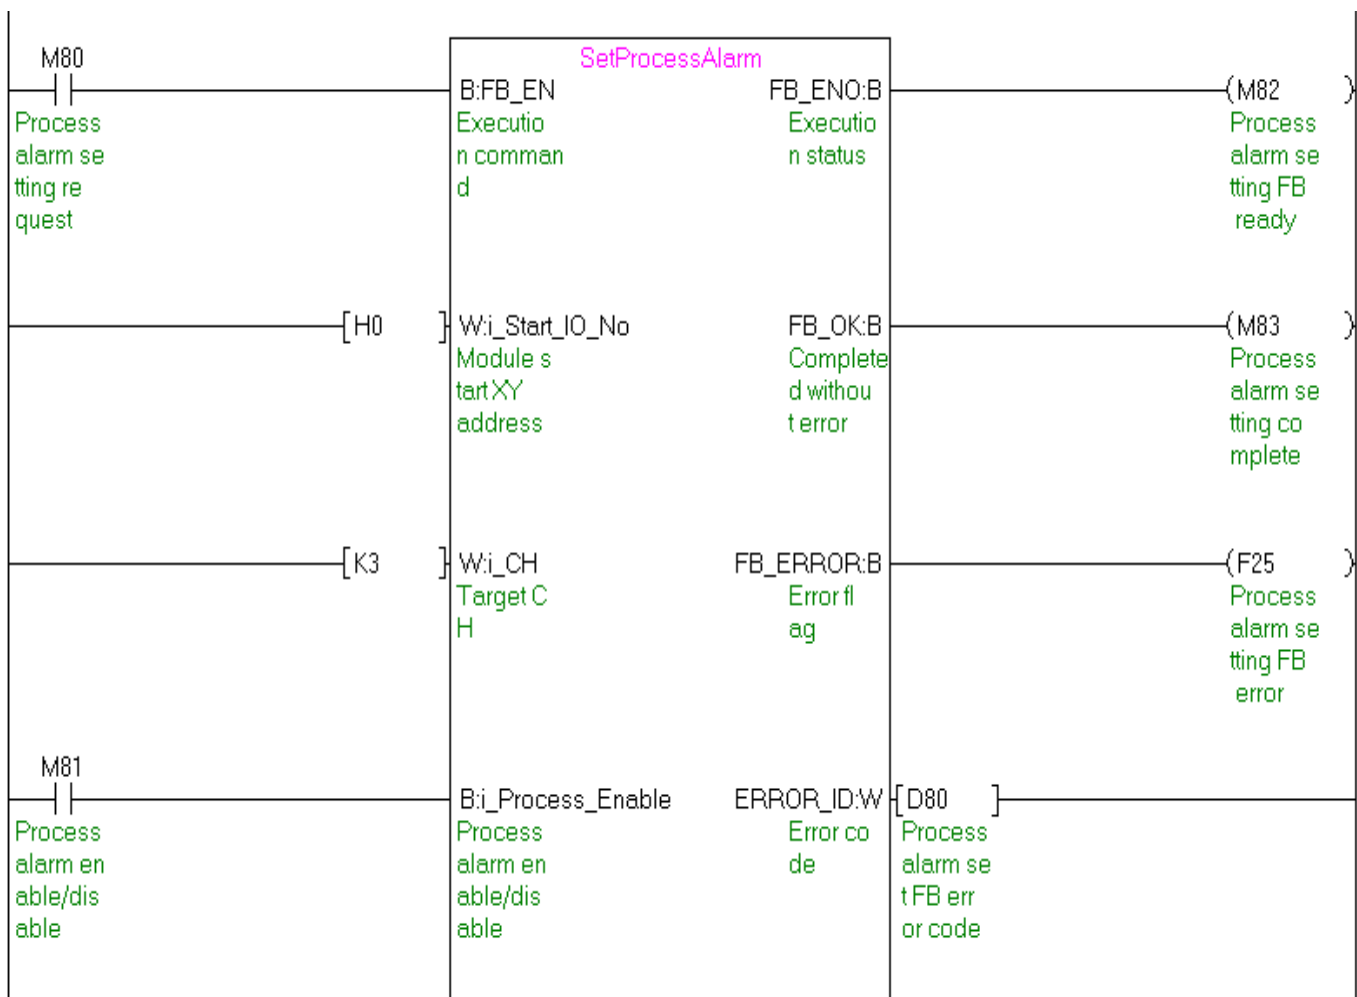 M80
SetProcessAlarm
B:FB_EN
FB_ENO:B
(M82 )
Process
alarm se
tting re
quest
Executio
n comman
d
Executio
n status
Process
alarm se
tting FB
ready
[H0 ]
W:i_Start_IO_No
FB_OK:B
(M83 )
Module s
tart XY
address
Complete
d withou
t error
Process
alarm se
tting co
mplete
[K3 ]
W:i_CH
FB_ERROR:B
(F25 )
Target C
H
Error fl
ag
Process
alarm se
tting FB
error
M81
B:i_Process_Enable
ERROR_ID:W
[D80 ]
Process
alarm en
able/dis
able
Process
alarm en
able/dis
able
Error co
de
Process
alarm se
t FB err
or code